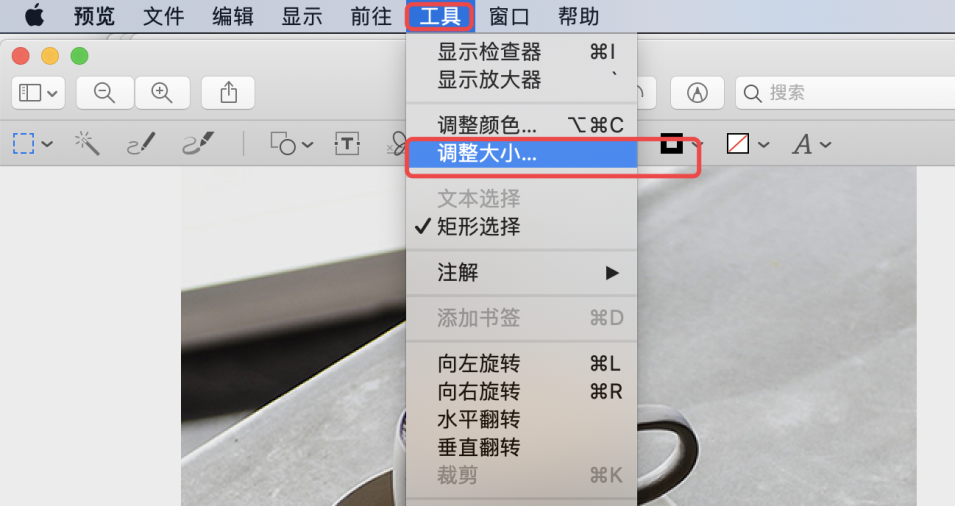 预览 文件 编辑 显示 前往 工具 窗口 帮助
显示检查器 ⌘I
显示放大器 `
搜索
调整颜色... ⌥⌘C
T A
调整大小...
文本选择
✓矩形选择
注解 ▶
添加书签 ⌘D
向左旋转 ⌘L
向右旋转 ⌘R
水平翻转
垂直翻转
裁剪 ⌘K